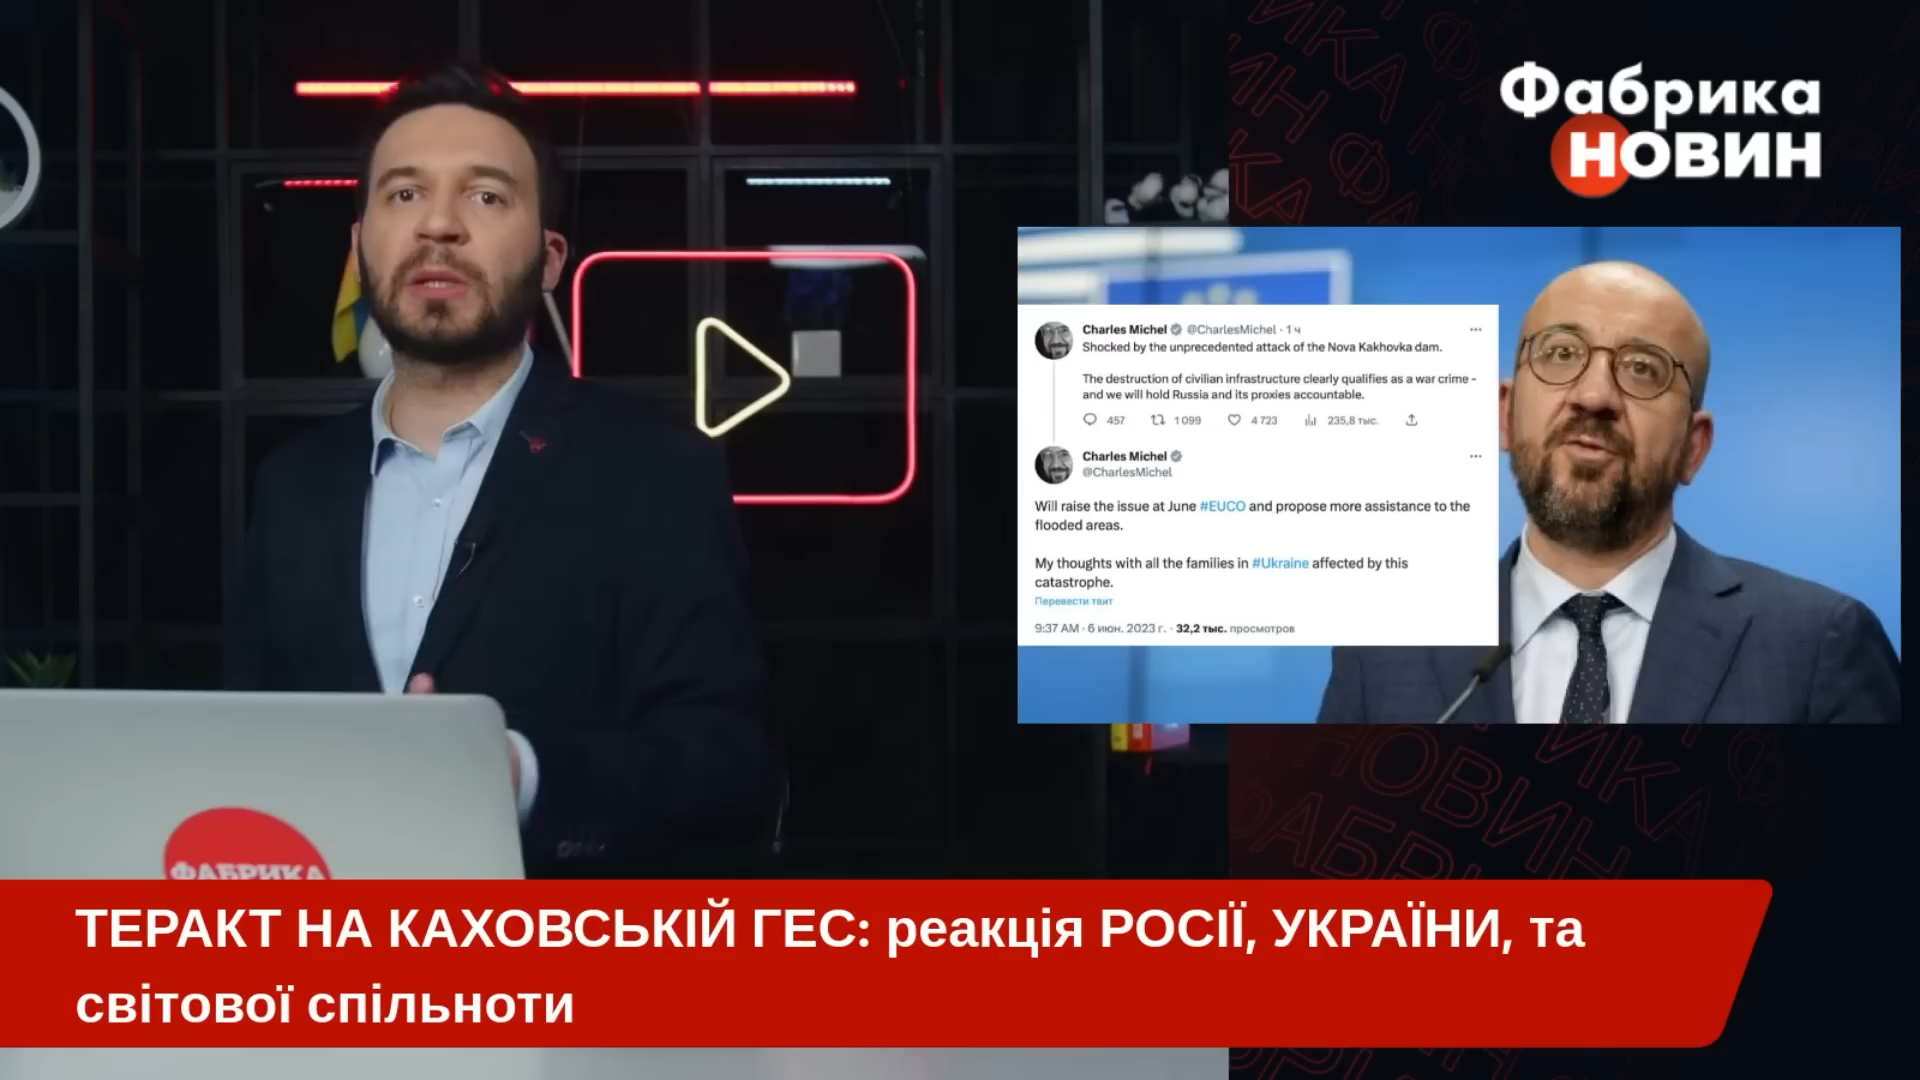 Фабрика
новин
Charles Michel @CharlesMichel · 1 ч
Shocked by the unprecedented attack of the Nova Kakhovka dam.
The destruction of civilian infrastructure clearly qualifies as a war crime -
and we will hold Russia and its proxies accountable.
457 1 099 4 723 235,8 тыс.
Charles Michel
@CharlesMichel
Will raise the issue at June #EUCO and propose more assistance to the
flooded areas.
My thoughts with all the families in #Ukraine affected by this
catastrophe.
Перевести твит
9:37 AM · 6 июн. 2023 г. · 32,2 тыс. просмотров
ФАБРИКА
ТЕРАКТ НА КАХОВСЬКІЙ ГЕС: реакція РОСІЇ, УКРАЇНИ, та
світової спільноти